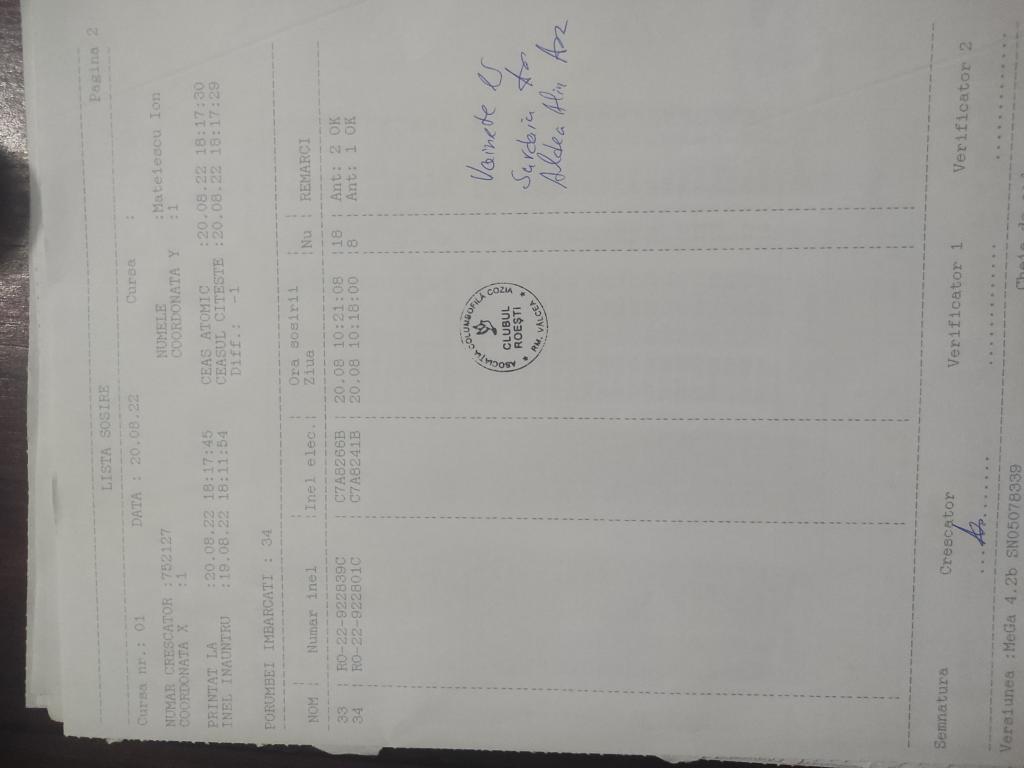 Pagina 2
LISTA SOSIRE
Cursa nr.: 01 DATA : 20.08.22 Cursa :
NUMAR CRESCATOR :752127 NUMELE :Mateiescu Ion
COORDONATA X :1 COORDONATA Y :1
PRINTAT LA :20.08.22 18:17:45 CEAS ATOMIC :20.08.22 18:17:30
INEL INAUNTRU :19.08.22 18:11:54 CEASUL CITESTE :20.08.22 18:17:29
Diff.: -1
PORUMBEI IMBARCATI : 34
NOM : Numar inel :Inel elec.: Ora sosirii :Nu : REMARCI
Ziua
33 : RO-22-922839C : C7A8266B : 20.08 10:21:08 :18 : Ant: 2 OK
34 : RO-22-922801C : C7A8241B : 20.08 10:18:00 :8 : Ant: 1 OK
ASOCIATIA COLUMBOFILA COZIA
CLUBUL
ROESTI
* RM. VALCEA *
Aldea Alin
Semnatura Crescator Verificator 1 Verificator 2
Versiunea :MeGa 4.2b SN05078339